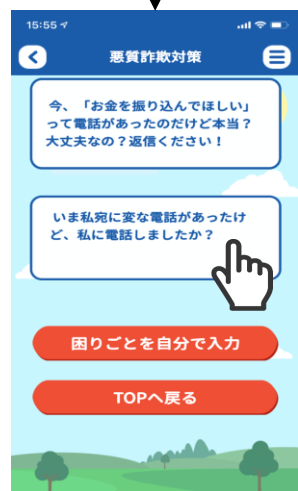 15:55
悪質詐欺対策
今、「お金を振り込んでほしい」
って電話があったのだけど本当？
大丈夫なの？返信ください！
いま私宛に変な電話があったけ
ど、私に電話しましたか？
困りごとを自分で入力
TOPへ戻る